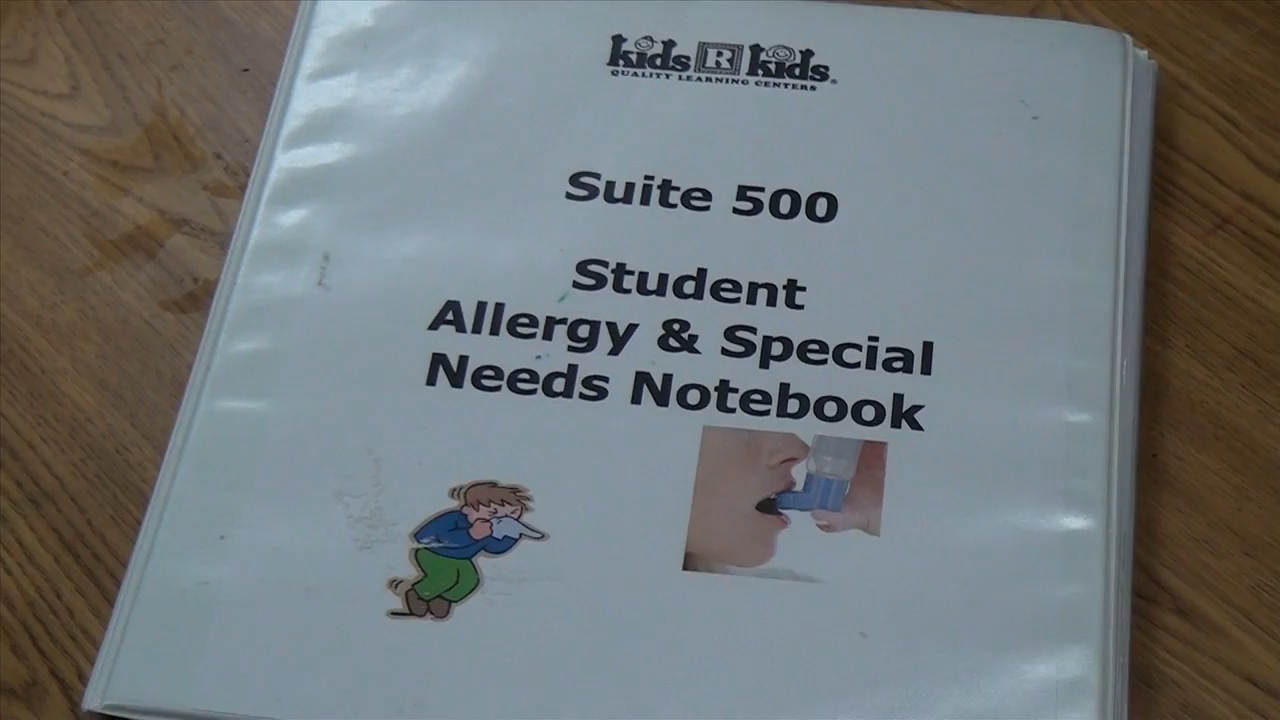 kids R kids
QUALITY LEARNING CENTERS
Suite 500
Student
Allergy & Special
Needs Notebook